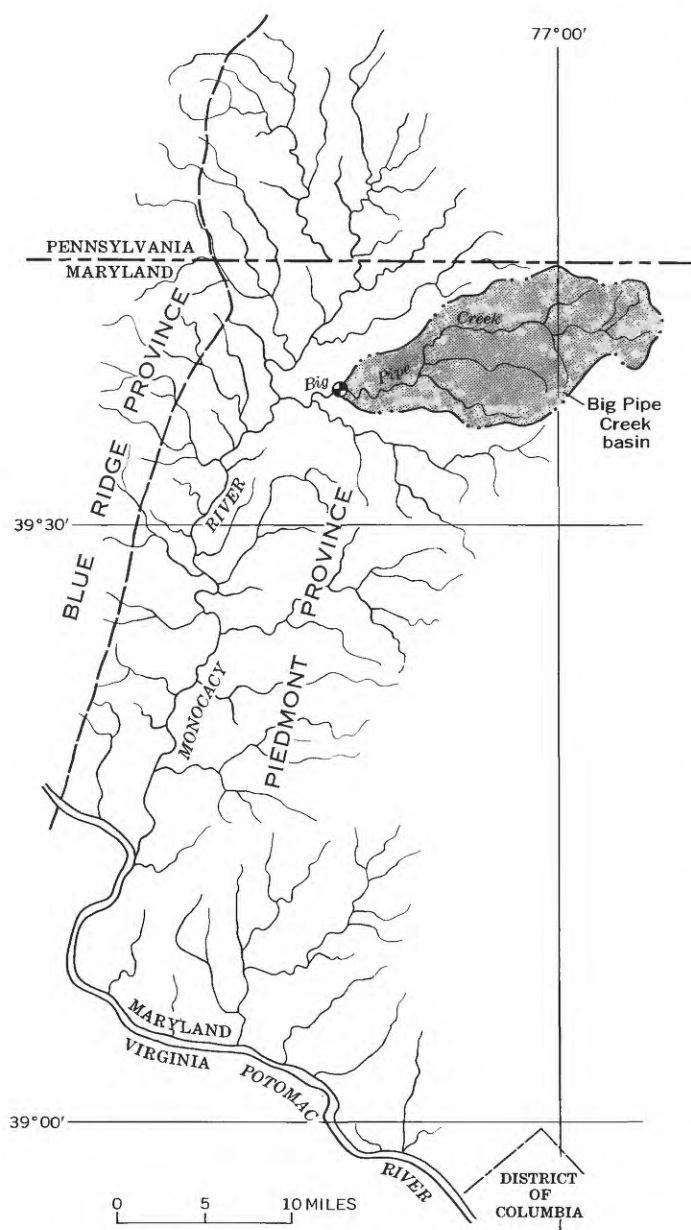 77°00'
PENNSYLVANIA
MARYLAND
BLUE RIDGE PROVINCE
Big Pipe Creek
Big Pipe
Creek
basin
39°30'
MONOCACY RIVER
PIEDMONT PROVINCE
MARYLAND
VIRGINIA
POTOMAC RIVER
39°00'
0 5 10 MILES
DISTRICT
OF
COLUMBIA